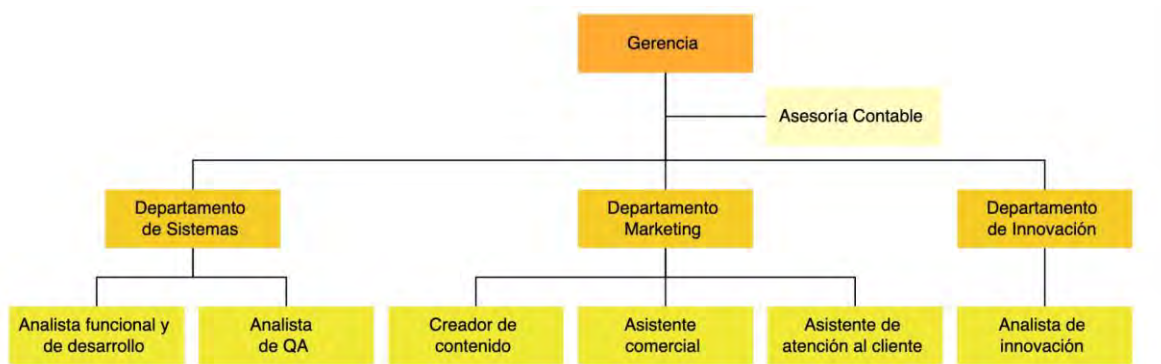 Gerencia
Asesoría Contable
Departamento
de Sistemas
Departamento
Marketing
Departamento
de Innovación
Analista funcional y
de desarrollo
Analista
de QA
Creador de
contenido
Asistente
comercial
Asistente de
atención al cliente
Analista de
innovación